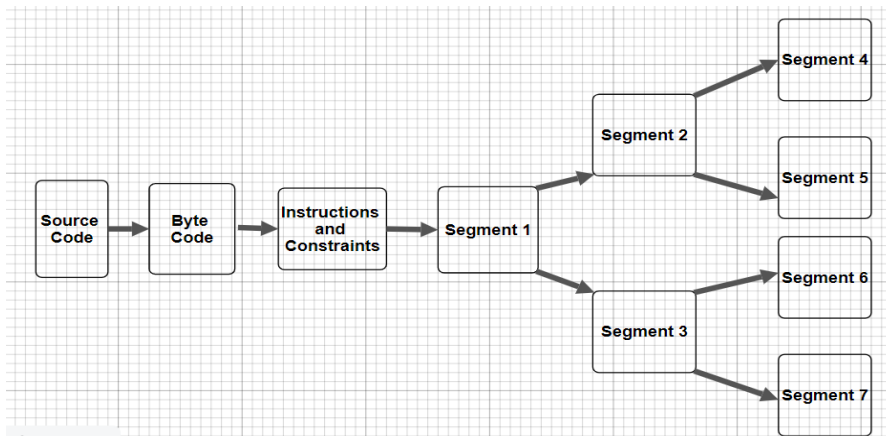 Source
Code
Byte
Code
Instructions
and
Constraints
Segment 1
Segment 2
Segment 3
Segment 4
Segment 5
Segment 6
Segment 7